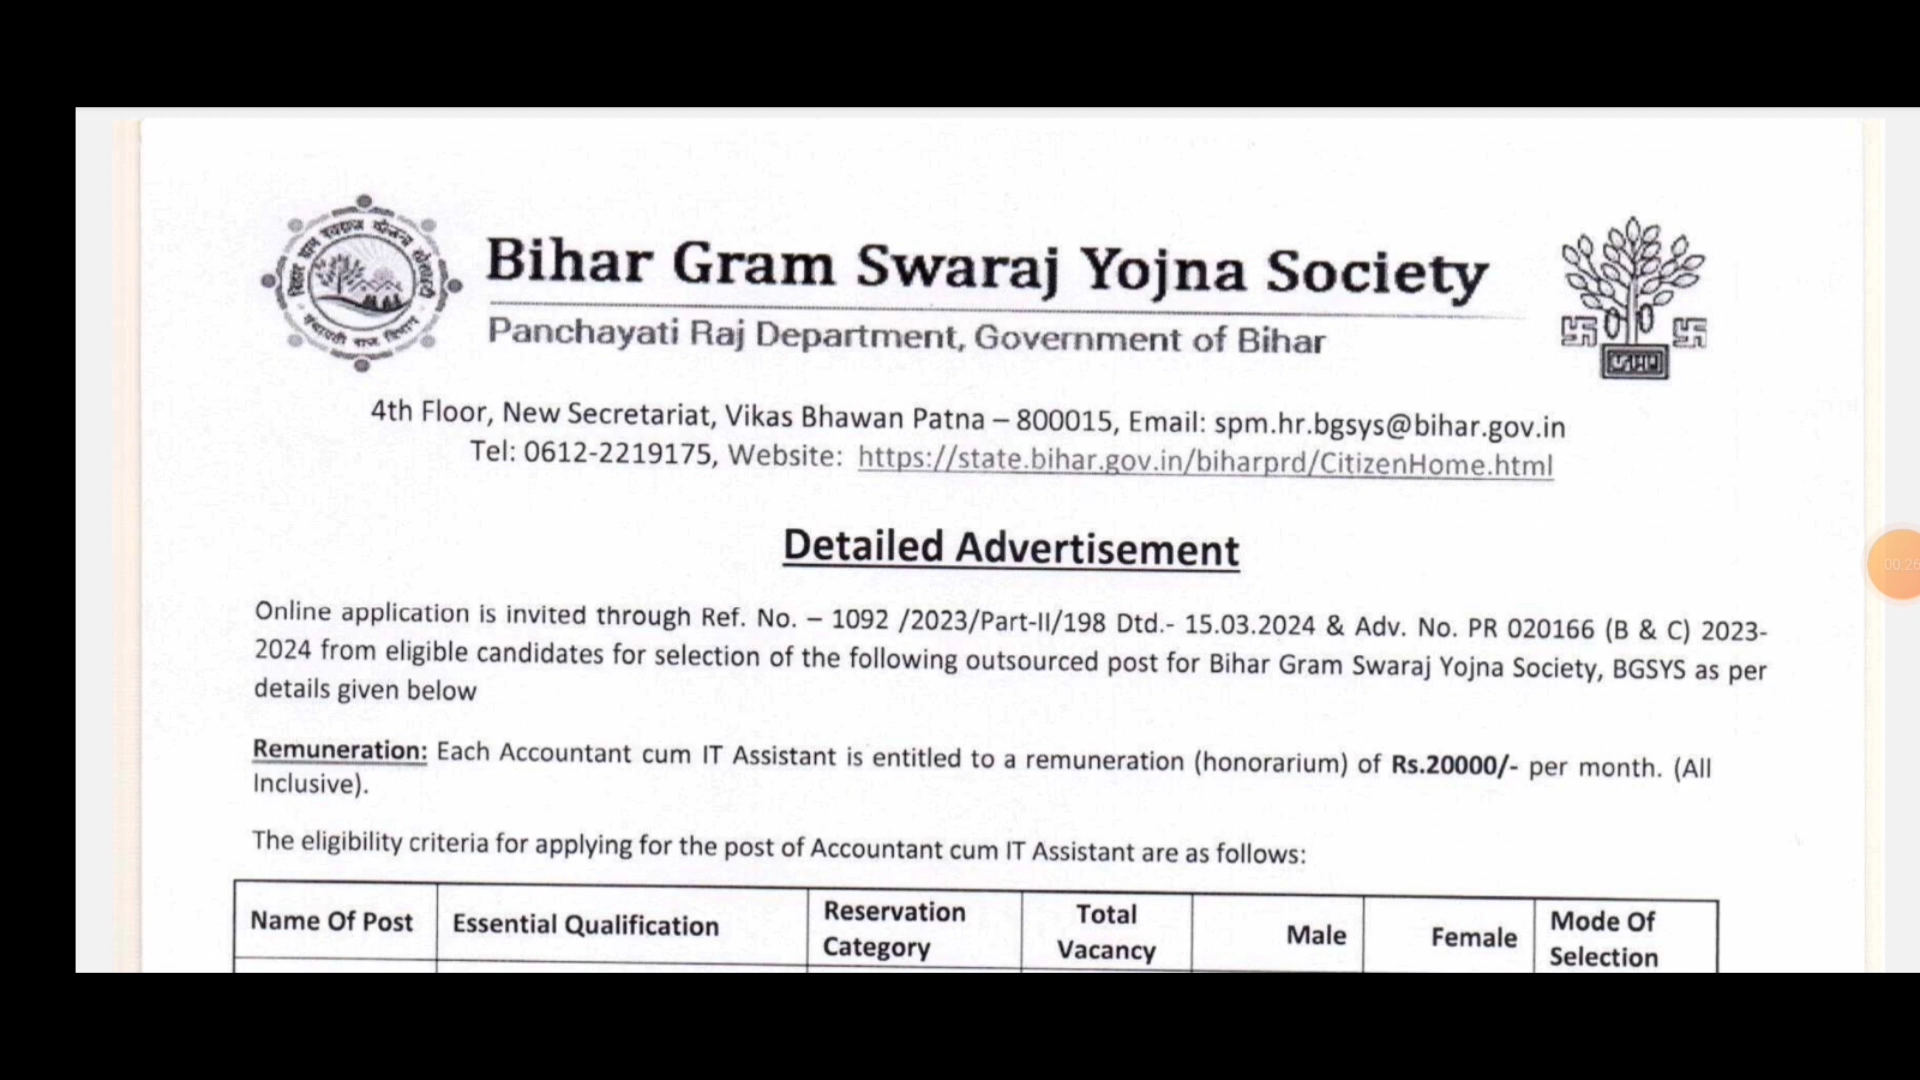 बिहार ग्राम स्वराज योजना सोसाइटी
पंचायती राज विभाग
Bihar Gram Swaraj Yojna Society
Panchayati Raj Department, Government of Bihar
4th Floor, New Secretariat, Vikas Bhawan Patna – 800015, Email: spm.hr.bgsys@bihar.gov.in
Tel: 0612-2219175, Website: https://state.bihar.gov.in/biharprd/CitizenHome.html
Detailed Advertisement
Online application is invited through Ref. No. – 1092 /2023/Part-II/198 Dtd.- 15.03.2024 & Adv. No. PR 020166 (B & C) 2023-
2024 from eligible candidates for selection of the following outsourced post for Bihar Gram Swaraj Yojna Society, BGSYS as per
details given below
Remuneration: Each Accountant cum IT Assistant is entitled to a remuneration (honorarium) of Rs.20000/- per month. (All
Inclusive).
The eligibility criteria for applying for the post of Accountant cum IT Assistant are as follows:
Name Of Post Essential Qualification Reservation Category Total Vacancy Male Female Mode Of Selection
00:26